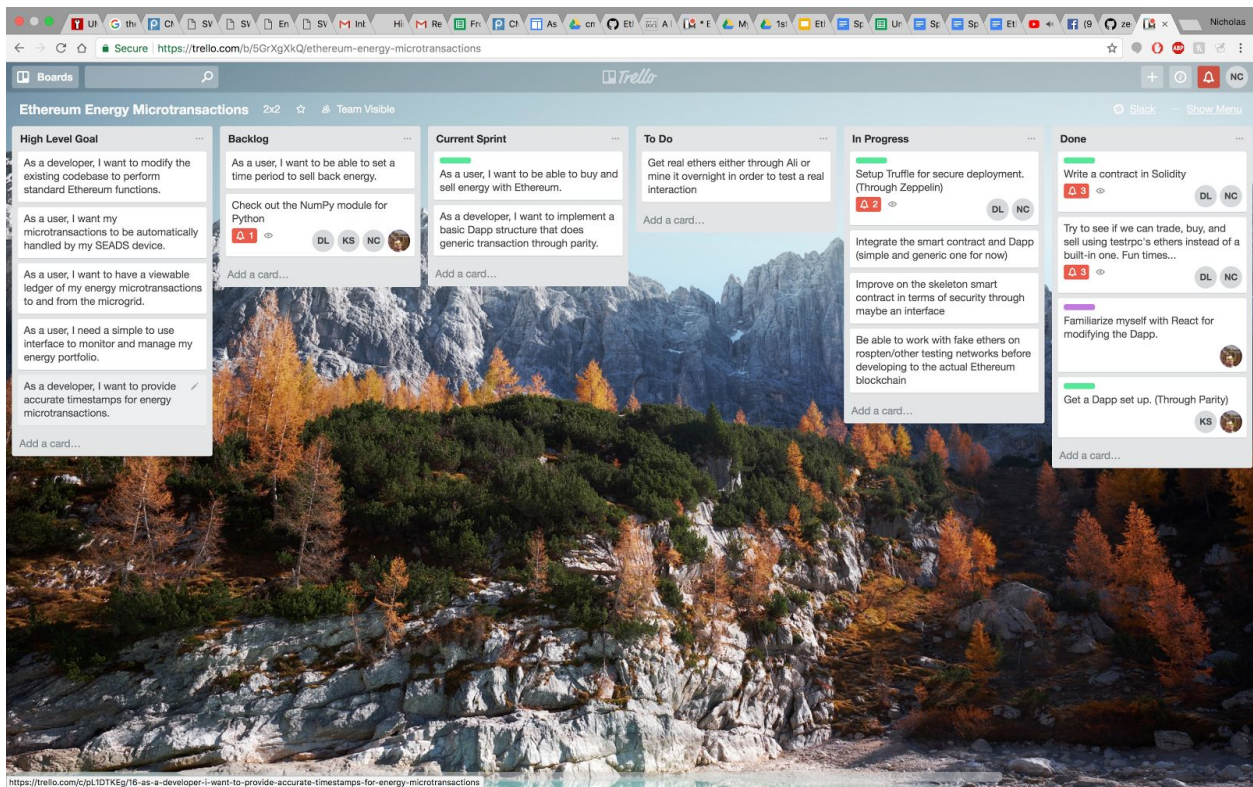 Nicholas
Secure https://trello.com/b/5GrXgXkQ/ethereum-energy-microtransactions
Boards
Trello
NC
Ethereum Energy Microtransactions 2x2 Team Visible
Slack
Show Menu
High Level Goal
As a developer, I want to modify the
existing codebase to perform
standard Ethereum functions.
As a user, I want my
microtransactions to be automatically
handled by my SEADS device.
As a user, I want to have a viewable
ledger of my energy microtransactions
to and from the microgrid.
As a user, I need a simple to use
interface to monitor and manage my
energy portfolio.
As a developer, I want to provide
accurate timestamps for energy
microtransactions.
Add a card…
Backlog
As a user, I want to be able to set a
time period to sell back energy.
Check out the NumPy module for
Python
1
DL KS NC
Add a card…
Current Sprint
As a user, I want to be able to buy and
sell energy with Ethereum.
As a developer, I want to implement a
basic Dapp structure that does
generic transaction through parity.
Add a card…
To Do
Get real ethers either through Ali or
mine it overnight in order to test a real
interaction
Add a card…
In Progress
Setup Truffle for secure deployment.
(Through Zeppelin)
2
DL NC
Integrate the smart contract and Dapp
(simple and generic one for now)
Improve on the skeleton smart
contract in terms of security through
maybe an interface
Be able to work with fake ethers on
rospten/other testing networks before
developing to the actual Ethereum
blockchain
Add a card…
Done
Write a contract in Solidity
3
DL NC
Try to see if we can trade, buy, and
sell using testrpc's ethers instead of a
built-in one. Fun times...
3
DL NC
Familiarize myself with React for
modifying the Dapp.
Get a Dapp set up. (Through Parity)
KS
Add a card…
https://trello.com/c/pL1DTKEg/16-as-a-developer-i-want-to-provide-accurate-timestamps-for-energy-microtransactions